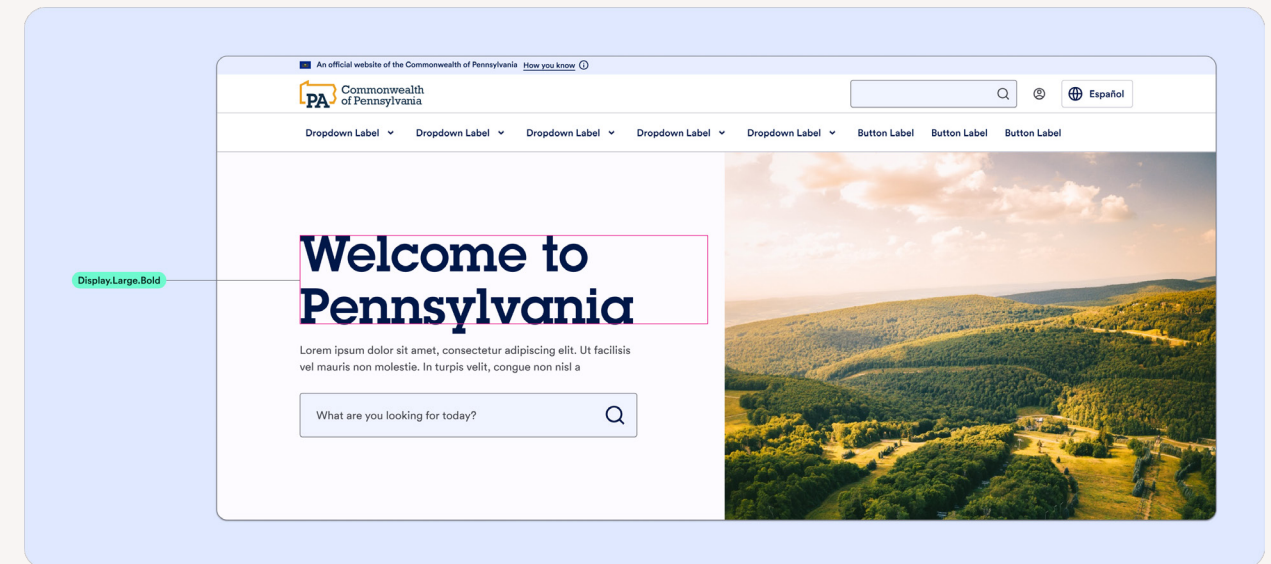 An official website of the Commonwealth of Pennsylvania How you know
PA Commonwealth
of Pennsylvania
Español
Dropdown Label Dropdown Label Dropdown Label Dropdown Label Dropdown Label Button Label Button Label Button Label
Display.Large.Bold
Welcome to
Pennsylvania
Lorem ipsum dolor sit amet, consectetur adipiscing elit. Ut facilisis
vel mauris non molestie. In turpis velit, congue non nisl a
What are you looking for today?